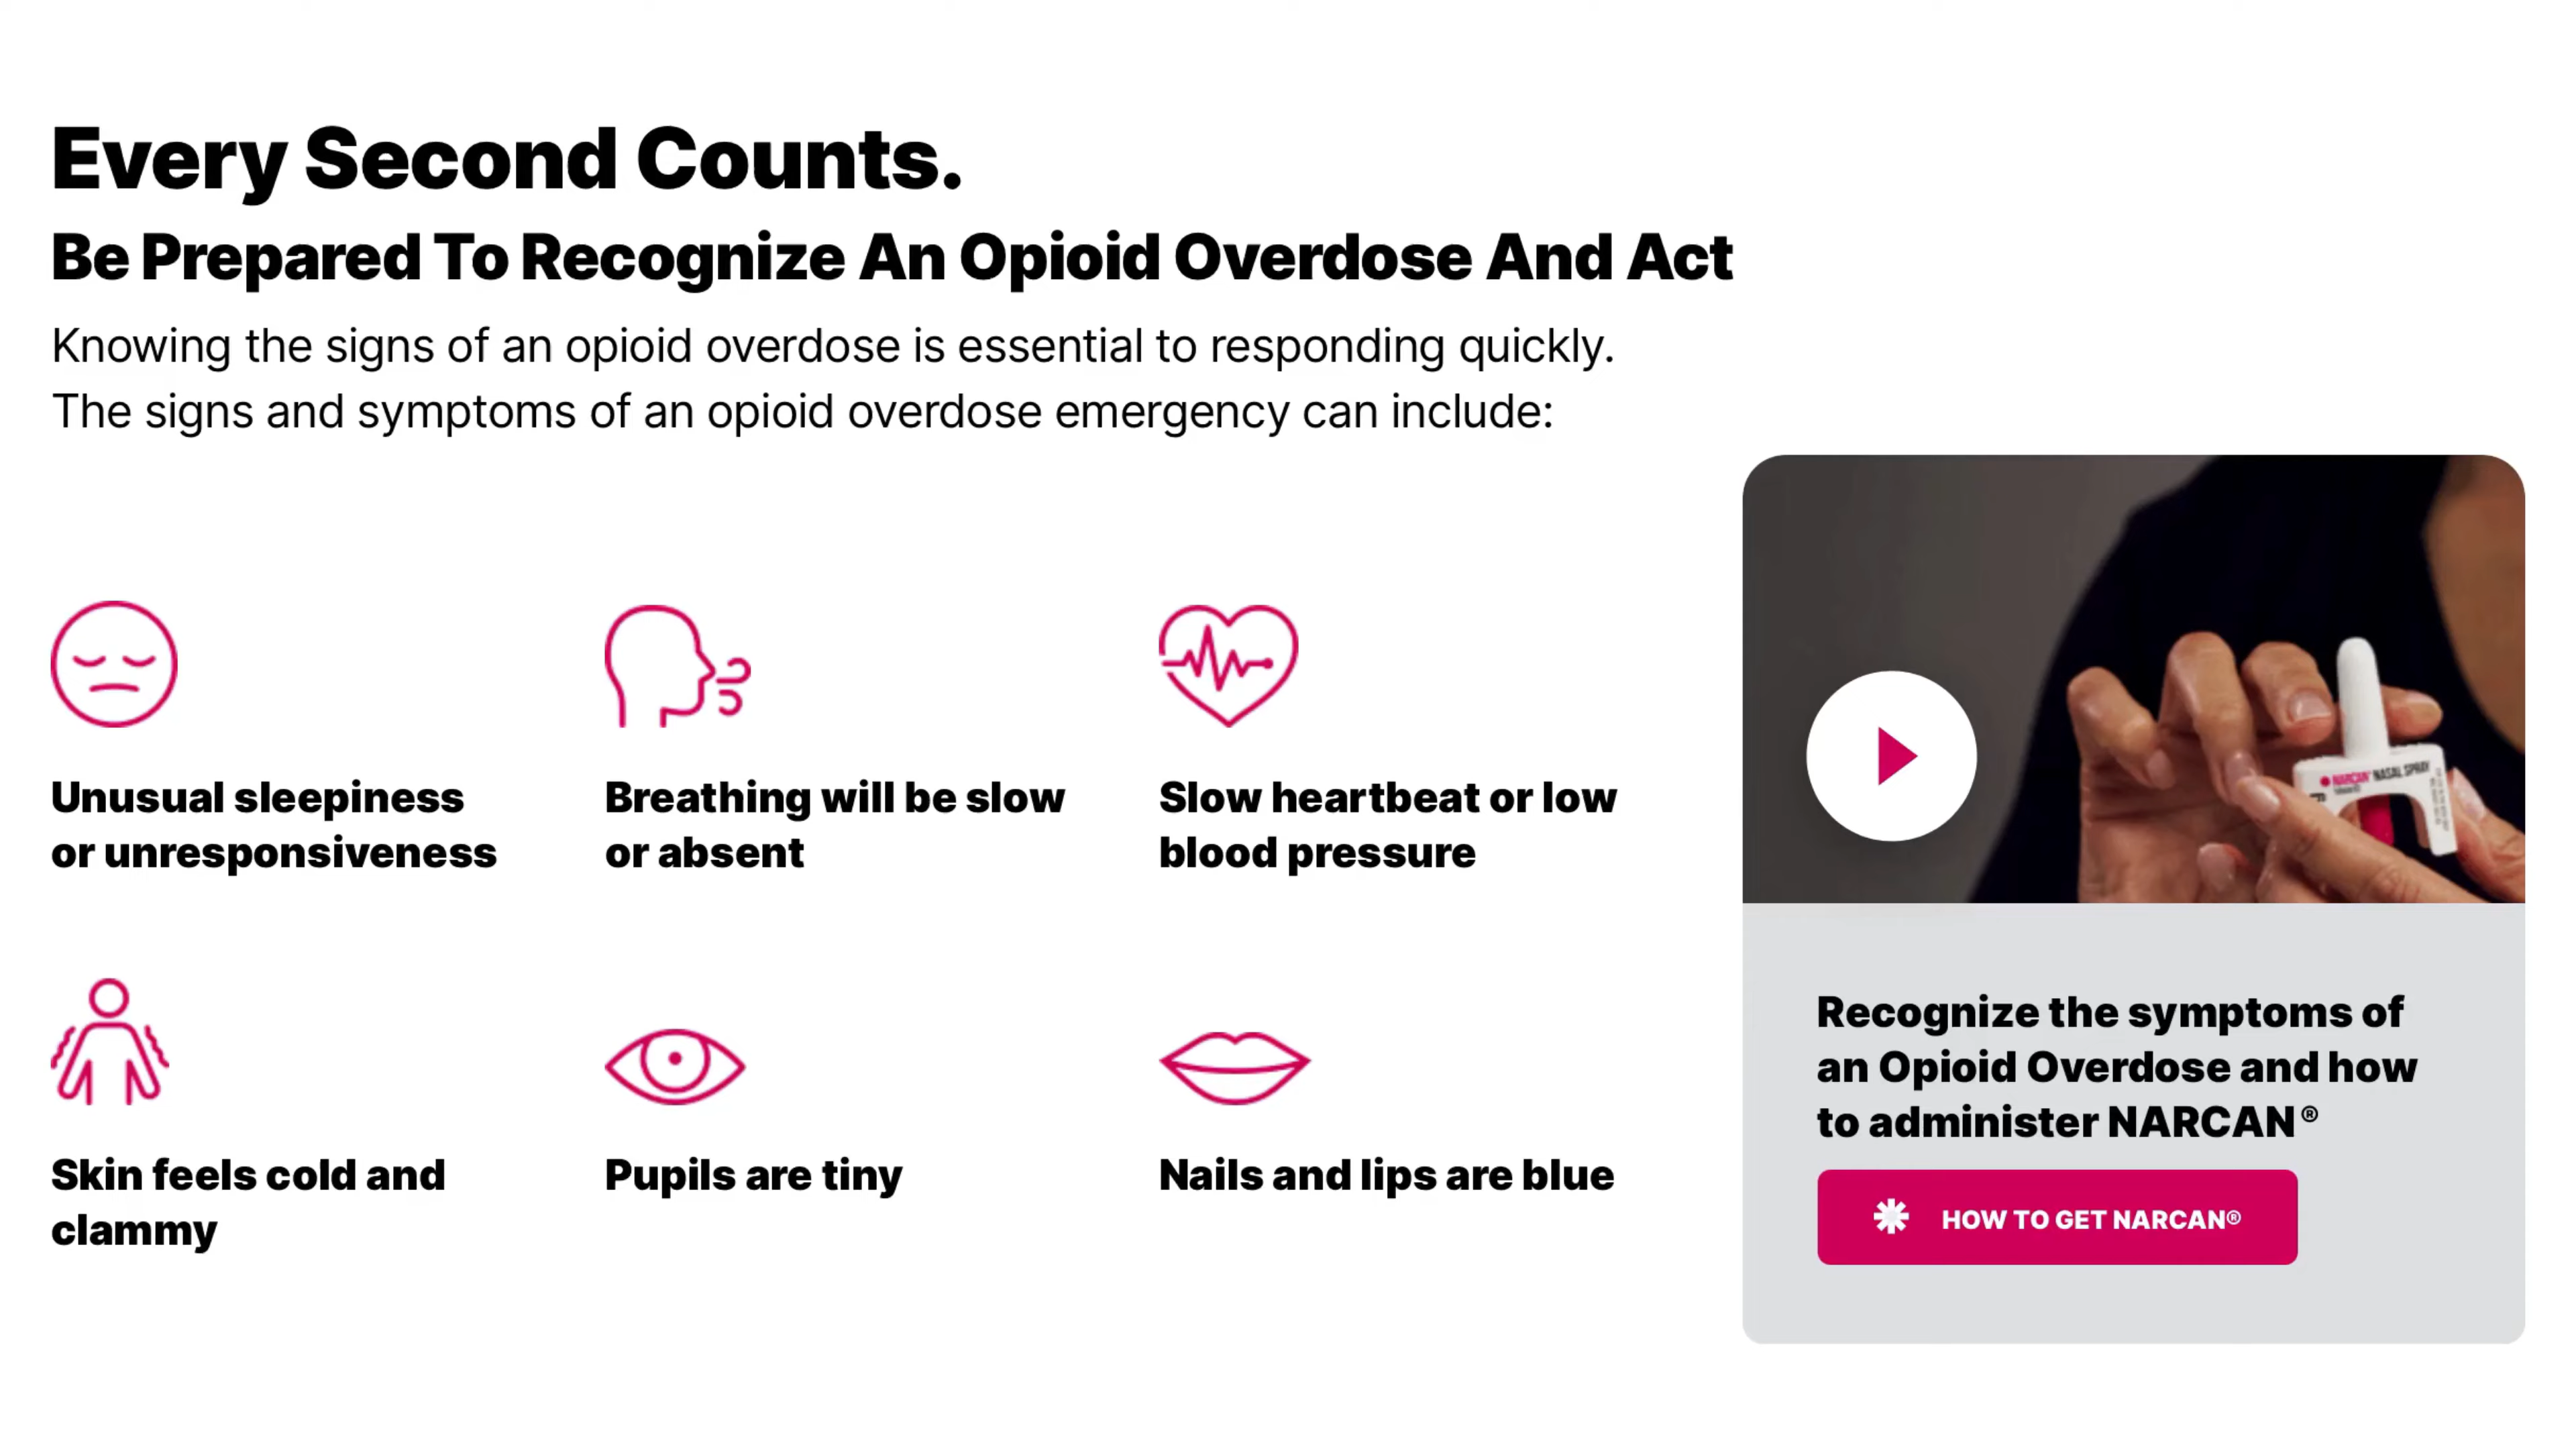 Every Second Counts.
Be Prepared To Recognize An Opioid Overdose And Act
Knowing the signs of an opioid overdose is essential to responding quickly.
The signs and symptoms of an opioid overdose emergency can include:
Unusual sleepiness
or unresponsiveness
Breathing will be slow
or absent
Slow heartbeat or low
blood pressure
Skin feels cold and
clammy
Pupils are tiny
Nails and lips are blue
NARCAN® NASAL SPRAY
Recognize the symptoms of
an Opioid Overdose and how
to administer NARCAN®
HOW TO GET NARCAN®